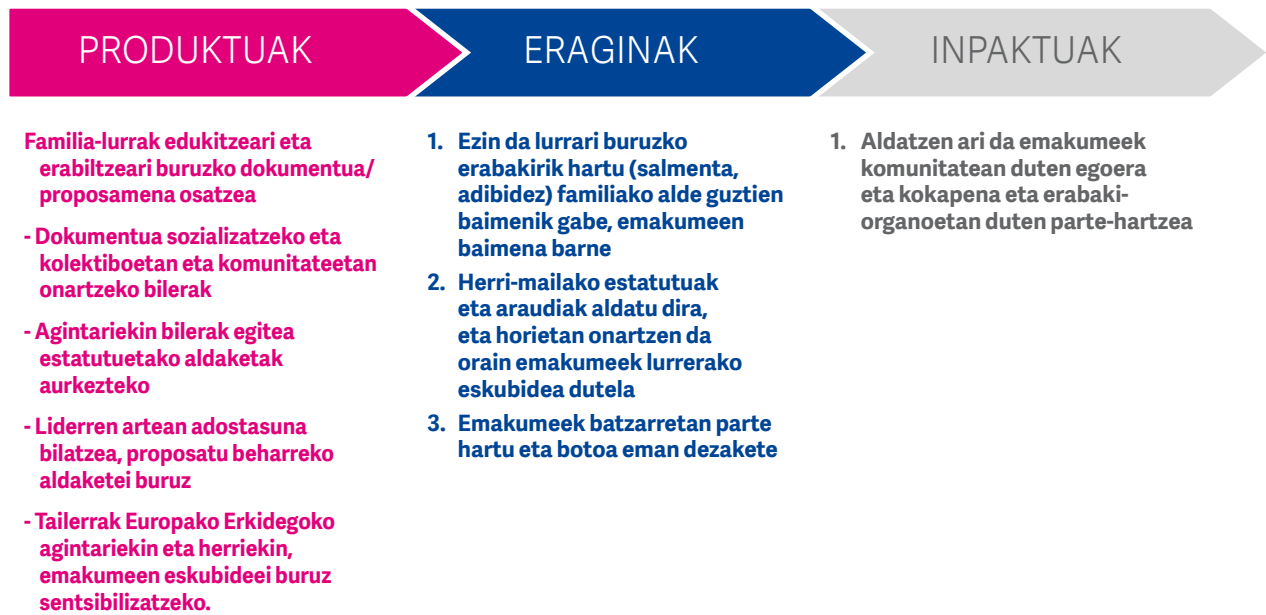 PRODUKTUAK
ERAGINAK
INPAKTUAK
Familia-lurrak edukitzeari eta
erabiltzeari buruzko dokumentua/
proposamena osatzea
- Dokumentua sozializatzeko eta
kolektiboetan eta komunitateetan
onartzeko bilerak
- Agintariekin bilerak egitea
estatutuetako aldaketak
aurkezteko
- Liderren artean adostasuna
bilatzea, proposatu beharreko
aldaketei buruz
- Tailerrak Europako Erkidegoko
agintariekin eta herriekin,
emakumeen eskubideei buruz
sentsibilizatzeko.
1. Ezin da lurrari buruzko
erabakirik hartu (salmenta,
adibidez) familiako alde guztien
baimenik gabe, emakumeen
baimena barne
2. Herri-mailako estatutuak
eta araudiak aldatu dira,
eta horietan onartzen da
orain emakumeek lurrerako
eskubidea dutela
3. Emakumeek batzarretan parte
hartu eta botoa eman dezakete
1. Aldatzen ari da emakumeek
komunitatean duten egoera
eta kokapena eta erabaki-
organoetan duten parte-hartzea